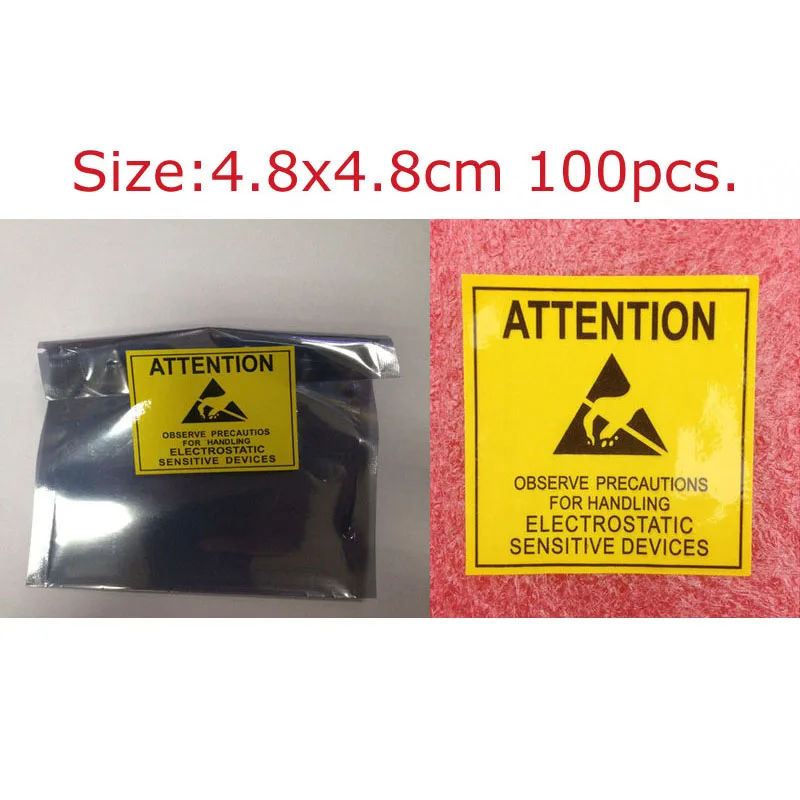 Size:4.8x4.8cm 100pcs.
ATTENTION
OBSERVE PRECAUTIOS
FOR HANDLING
ELECTROSTATIC
SENSITIVE DEVICES
ATTENTION
OBSERVE PRECAUTIONS
FOR HANDLING
ELECTROSTATIC
SENSITIVE DEVICES